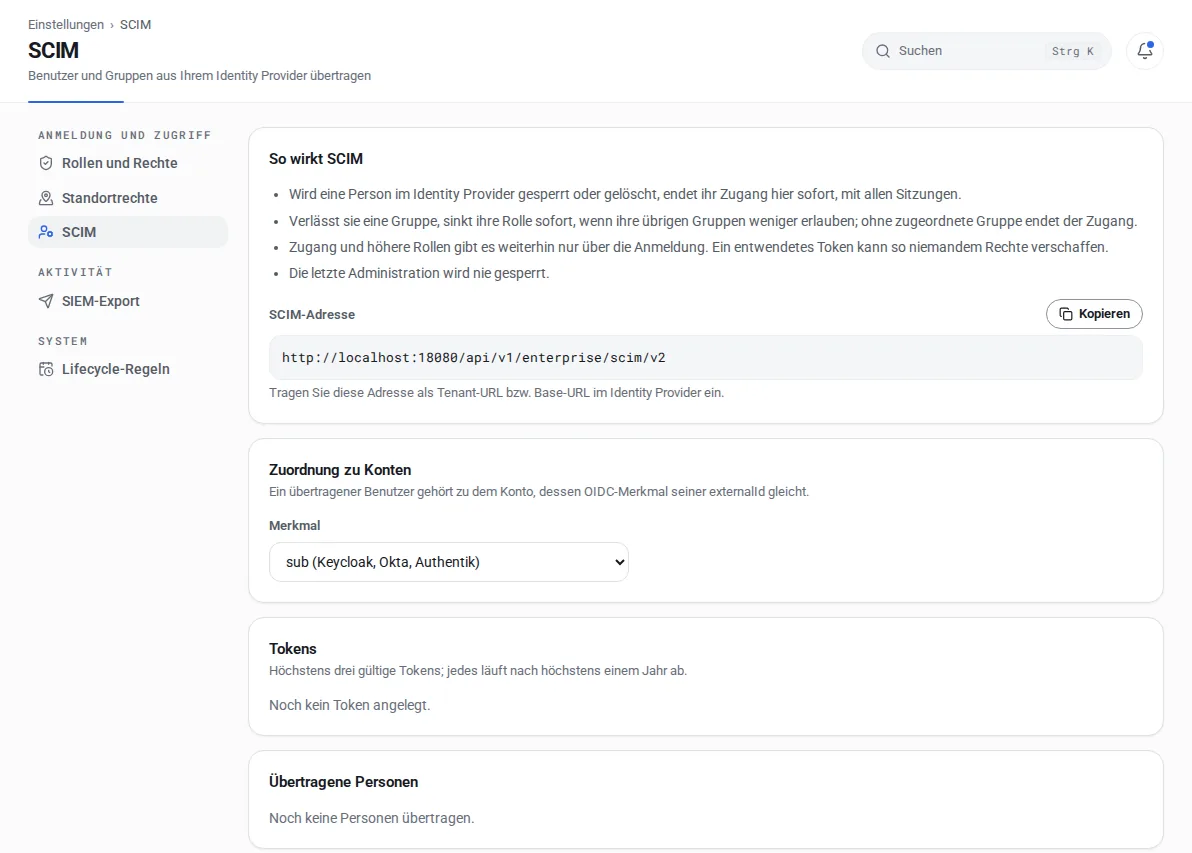 Einstellungen › SCIM
SCIM
Benutzer und Gruppen aus Ihrem Identity Provider übertragen
Suchen Strg K
ANMELDUNG UND ZUGRIFF
Rollen und Rechte
Standortrechte
SCIM
AKTIVITÄT
SIEM-Export
SYSTEM
Lifecycle-Regeln
So wirkt SCIM
• Wird eine Person im Identity Provider gesperrt oder gelöscht, endet ihr Zugang hier sofort, mit allen Sitzungen.
• Verlässt sie eine Gruppe, sinkt ihre Rolle sofort, wenn ihre übrigen Gruppen weniger erlauben; ohne zugeordnete Gruppe endet der Zugang.
• Zugang und höhere Rollen gibt es weiterhin nur über die Anmeldung. Ein entwendetes Token kann so niemandem Rechte verschaffen.
• Die letzte Administration wird nie gesperrt.
SCIM-Adresse
Kopieren
http://localhost:18080/api/v1/enterprise/scim/v2
Tragen Sie diese Adresse als Tenant-URL bzw. Base-URL im Identity Provider ein.
Zuordnung zu Konten
Ein übertragener Benutzer gehört zu dem Konto, dessen OIDC-Merkmal seiner externalId gleicht.
Merkmal
sub (Keycloak, Okta, Authentik)
Tokens
Höchstens drei gültige Tokens; jedes läuft nach höchstens einem Jahr ab.
Noch kein Token angelegt.
Übertragene Personen
Noch keine Personen übertragen.